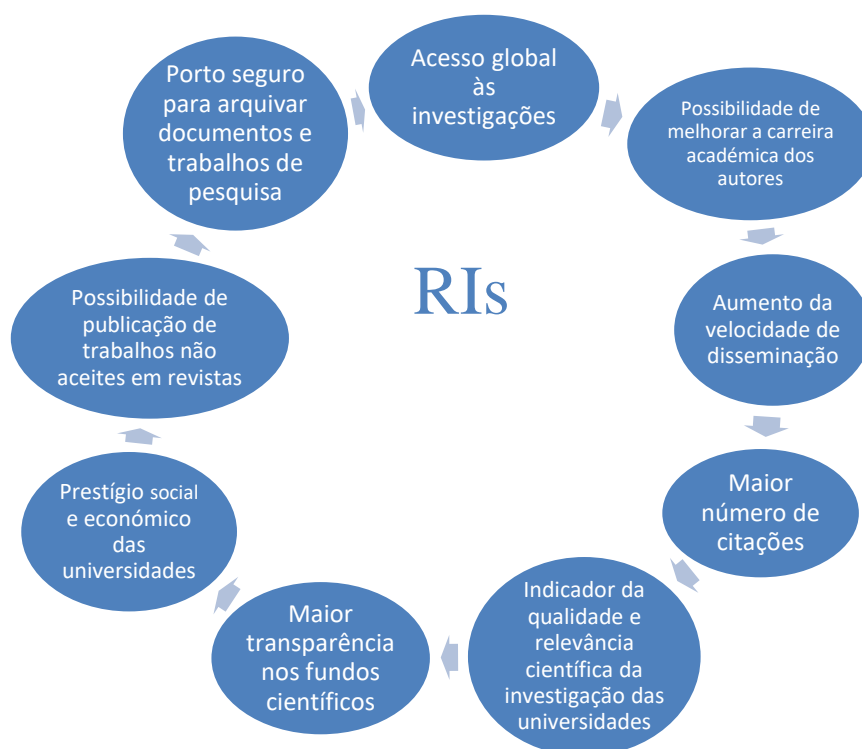 Acesso global
às
investigações
Possibilidade de
melhorar a carreira
académica dos
autores
Aumento da
velocidade de
disseminação
Maior
número de
citações
Indicador da
qualidade e
relevância
científica da
investigação das
universidades
Maior
transparência
nos fundos
científicos
Prestígio social
e económico
das
universidades
Possibilidade de
publicação de
trabalhos não
aceites em revistas
Porto seguro
para arquivar
documentos e
trabalhos de
pesquisa
RIs